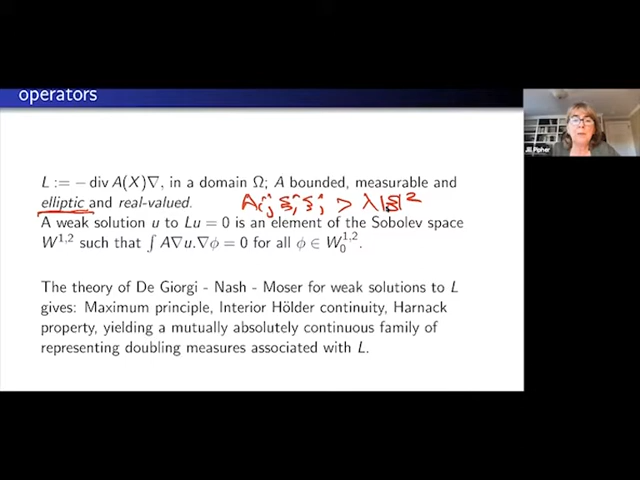 operators
L := − div A(X)∇, in a domain Ω; A bounded, measurable and
elliptic and real-valued. Aij ξi ξj > λ|ξ|²
A weak solution u to Lu = 0 is an element of the Sobolev space
W^{1,2} such that ∫ A∇u.∇ϕ = 0 for all ϕ ∈ W_0^{1,2}.
The theory of De Giorgi - Nash - Moser for weak solutions to L
gives: Maximum principle, Interior Hölder continuity, Harnack
property, yielding a mutually absolutely continuous family of
representing doubling measures associated with L.
Jill Pipher